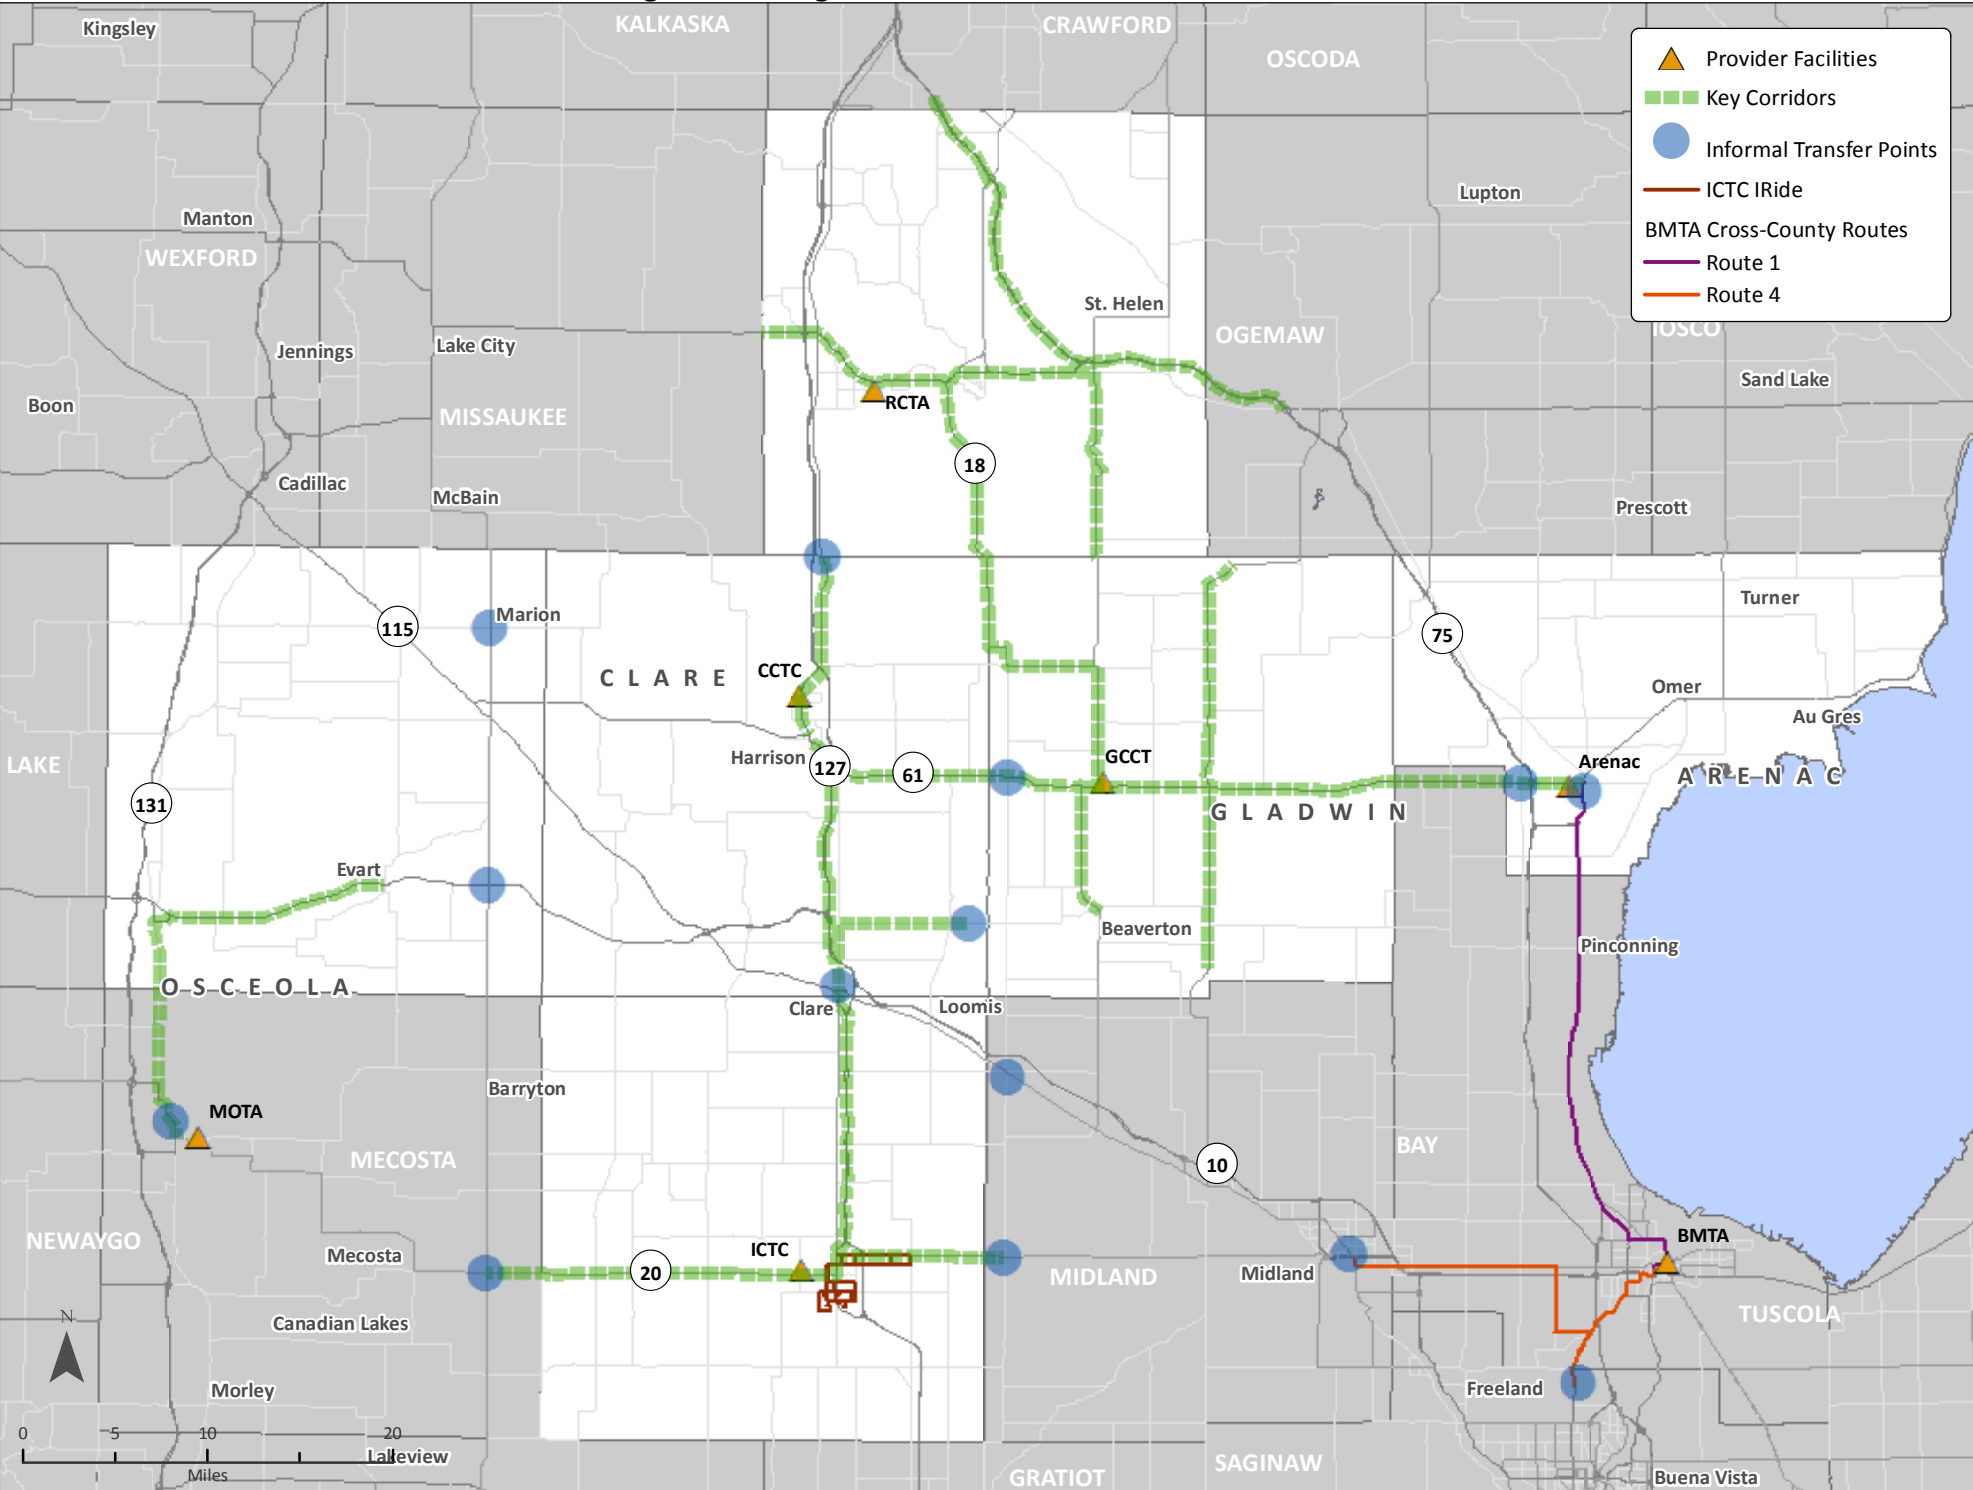 Kingsley
KALKASKA
CRAWFORD
OSCODA
Provider Facilities
Key Corridors
Informal Transfer Points
ICTC IRide
BMTA Cross-County Routes
Route 1
Route 4
Lupton
Manton
WEXFORD
St. Helen
OGEMAW
IOSCO
Jennings
Lake City
Sand Lake
Boon
MISSAUKEE
RCTA
18
Cadillac
McBain
Prescott
Marion
115
75
Turner
CLARE
CCTC
Omer
Au Gres
Harrison
127
61
GCCT
Arenac
ARENAC
LAKE
131
GLADWIN
Evart
Beaverton
Pinconning
OSCEOLA
Clare
Loomis
Barryton
MOTA
MECOSTA
10
BAY
NEWAYGO
Mecosta
ICTC
20
MIDLAND
Midland
BMTA
TUSCOLA
N
Canadian Lakes
Morley
Freeland
0 5 10 20
Miles
Lakeview
GRATIOT
SAGINAW
Buena Vista